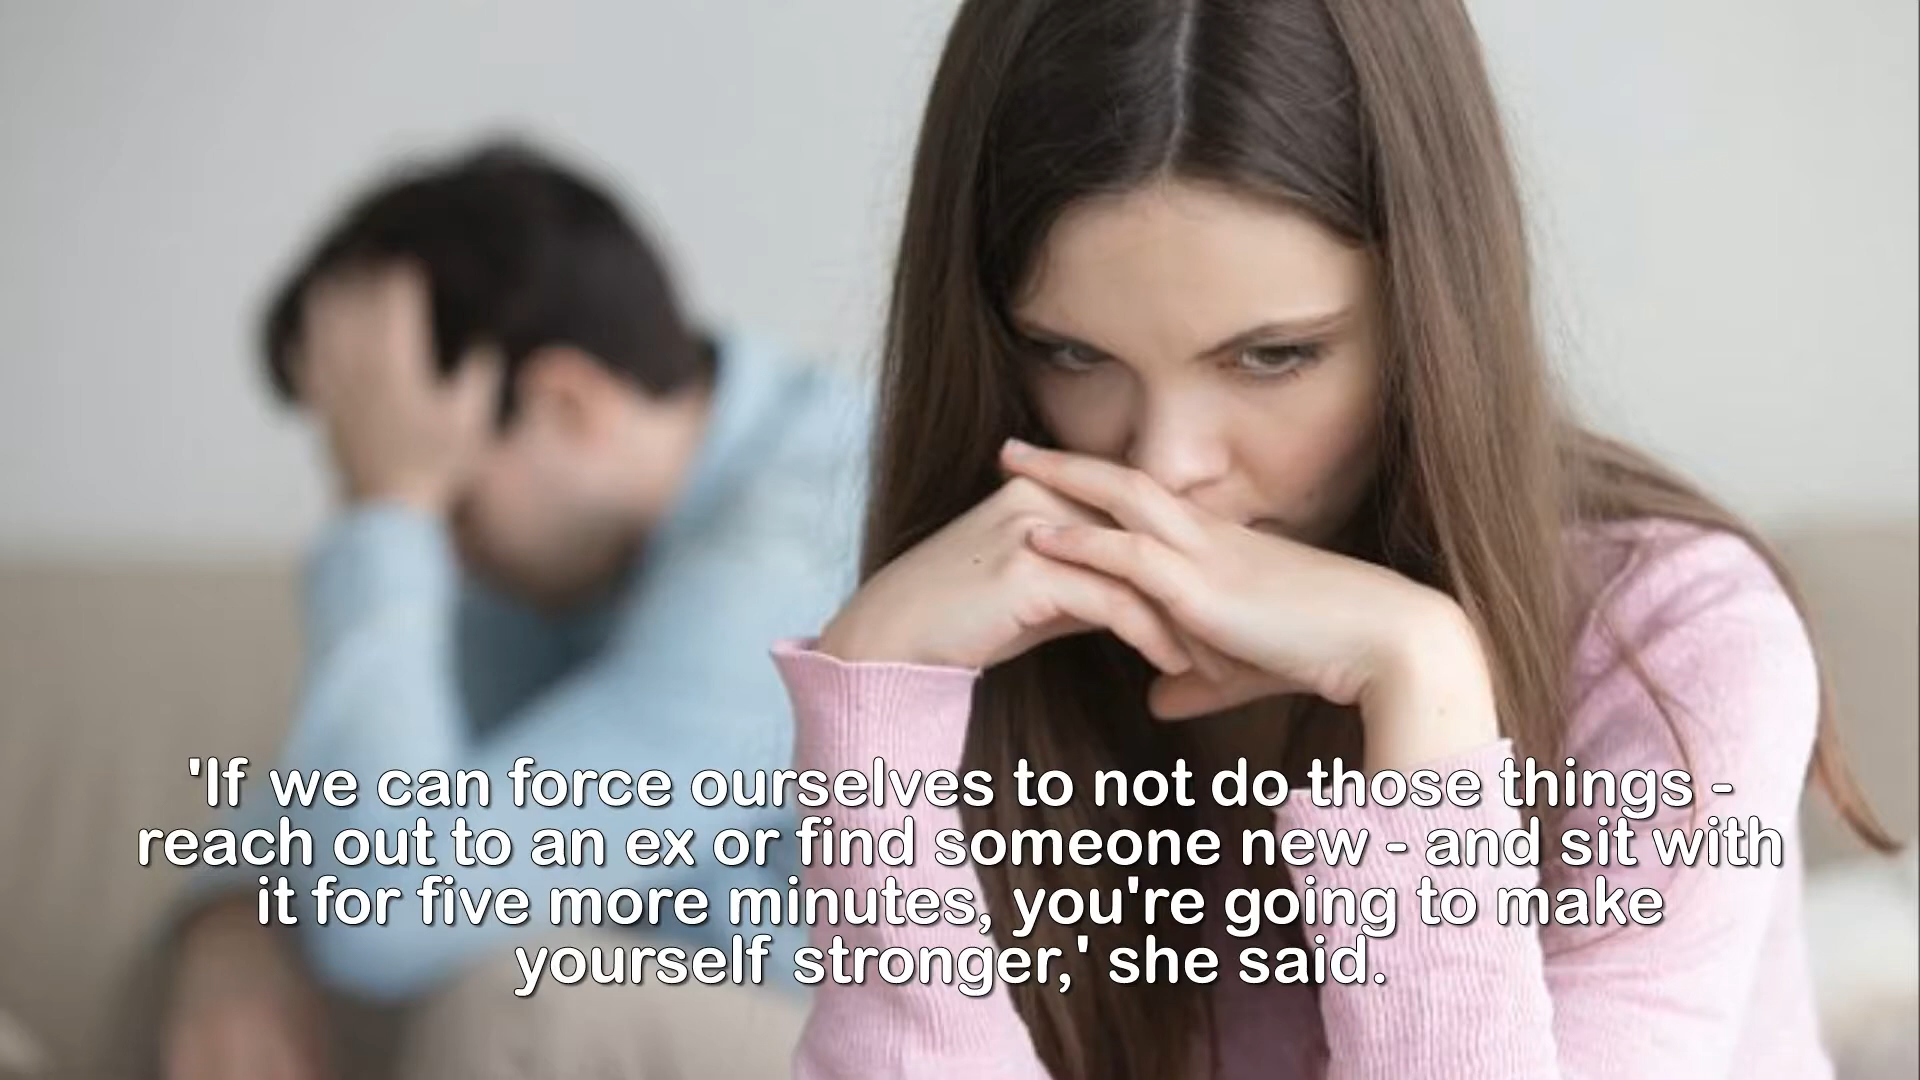 'If we can force ourselves to not do those things -
reach out to an ex or find someone new - and sit with
it for five more minutes, you're going to make
yourself stronger,' she said.